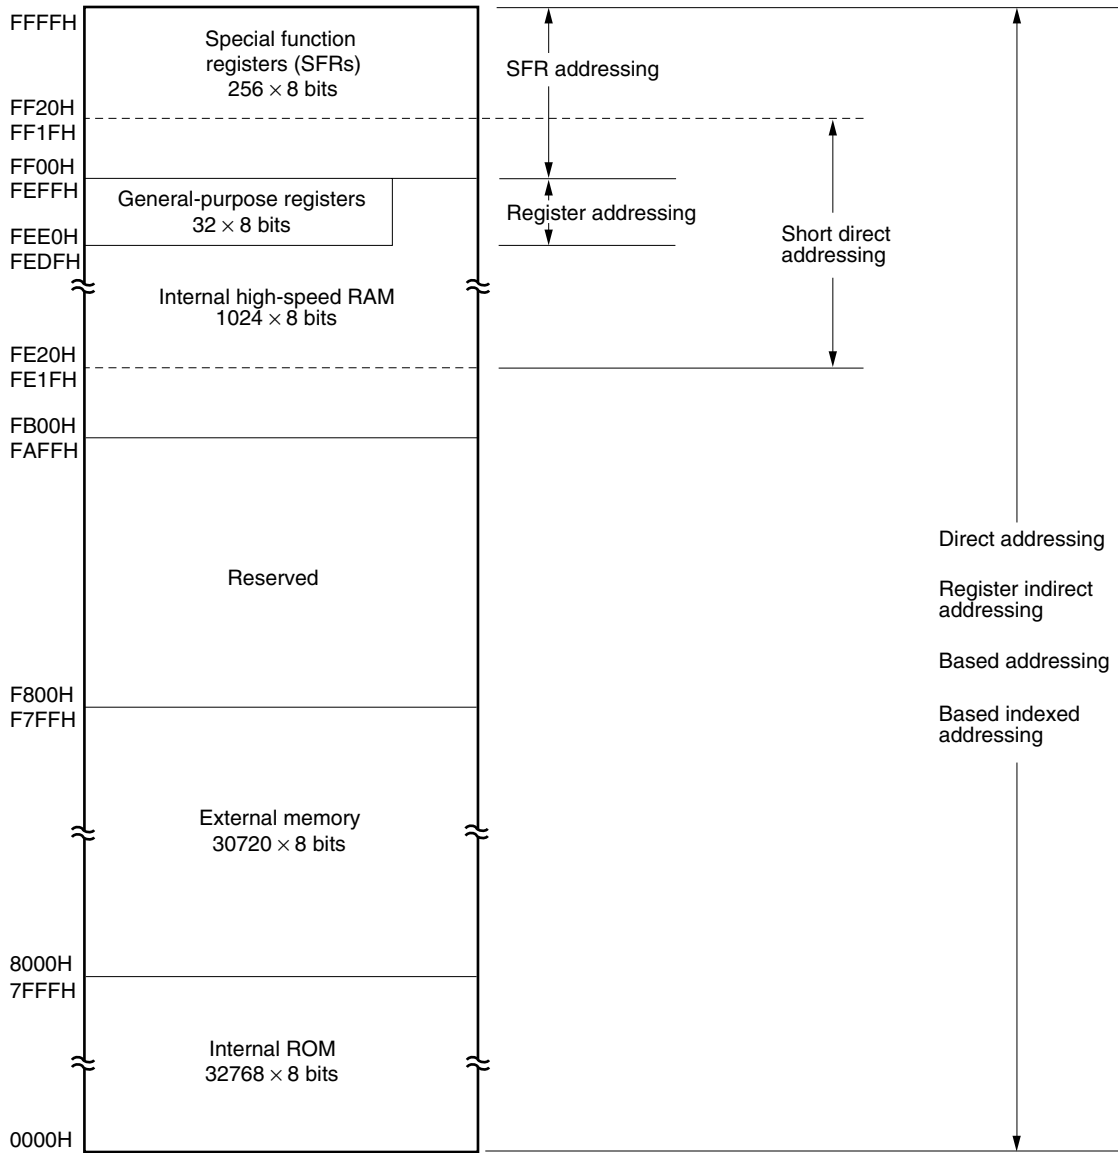 FFFFH
Special function
registers (SFRs)
256 × 8 bits
SFR addressing
FF20H
FF1FH
FF00H
FEFFH
General-purpose registers
32 × 8 bits
Register addressing
Short direct
addressing
FEE0H
FEDFH
Internal high-speed RAM
1024 × 8 bits
FE20H
FE1FH
FB00H
FAFFH
Reserved
Direct addressing
Register indirect
addressing
Based addressing
Based indexed
addressing
F800H
F7FFH
External memory
30720 × 8 bits
8000H
7FFFH
Internal ROM
32768 × 8 bits
0000H